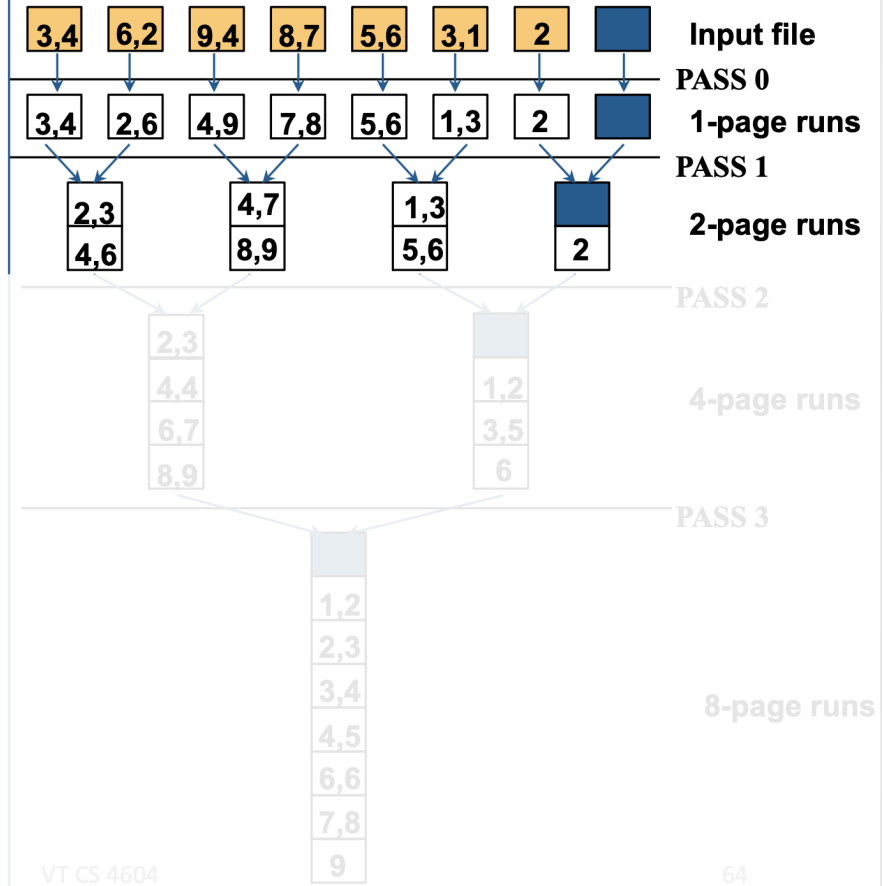 3,4 6,2 9,4 8,7 5,6 3,1 2 Input file
PASS 0
3,4 2,6 4,9 7,8 5,6 1,3 2 1-page runs
PASS 1
2,3 4,7 1,3
2-page runs
4,6 8,9 5,6 2
PASS 2
2,3
4,4 1,2
4-page runs
6,7 3,5
8,9 6
PASS 3
1,2
2,3
3,4
8-page runs
4,5
6,6
7,8
9
VT CS 4604 64